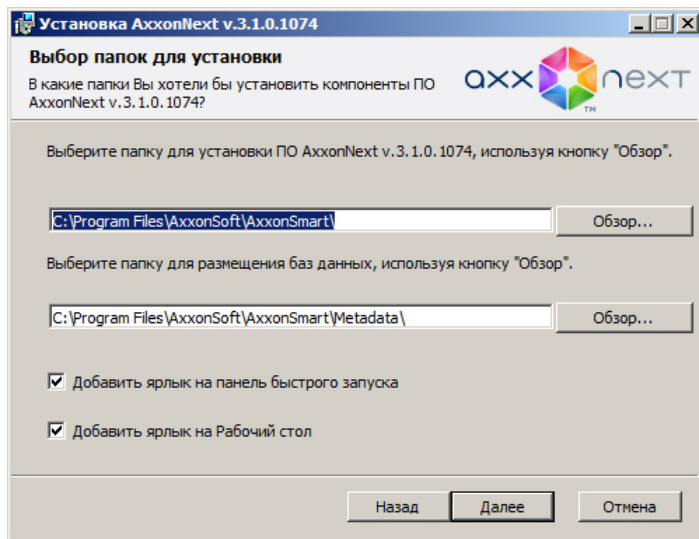 Установка AxxonNext v.3.1.0.1074
Выбор папок для установки
В какие папки Вы хотели бы установить компоненты ПО
AxxonNext v.3.1.0.1074?
axxonext
TM
Выберите папку для установки ПО AxxonNext v.3.1.0.1074, используя кнопку "Обзор".
C:\Program Files\AxxonSoft\AxxonSmart\
Обзор...
Выберите папку для размещения баз данных, используя кнопку "Обзор".
C:\Program Files\AxxonSoft\AxxonSmart\Metadata\
Обзор...
Добавить ярлык на панель быстрого запуска
Добавить ярлык на Рабочий стол
Назад
Далее
Отмена